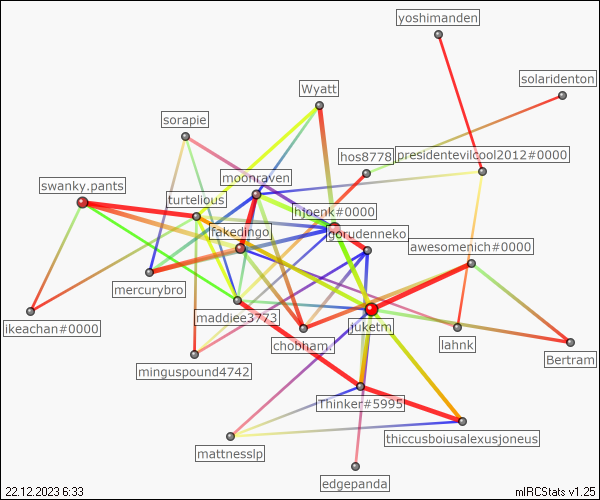 yoshimanden
solaridenton
Wyatt
sorapie
hos8778
presidentevilcool2012#0000
moonraven
swanky.pants
turtelious
hjoenk#0000
fakedingo
gorudenneko
awesomenich#0000
mercurybro
maddiee3773
juketn
ikeachan#0000
chobham.
lahnk
Bertram
minguspound4742
Thinker#5995
thiccusboiusalexusjoneus
mattnesslp
edgepanda
22.12.2023 6:33
mIRCStats v1.25